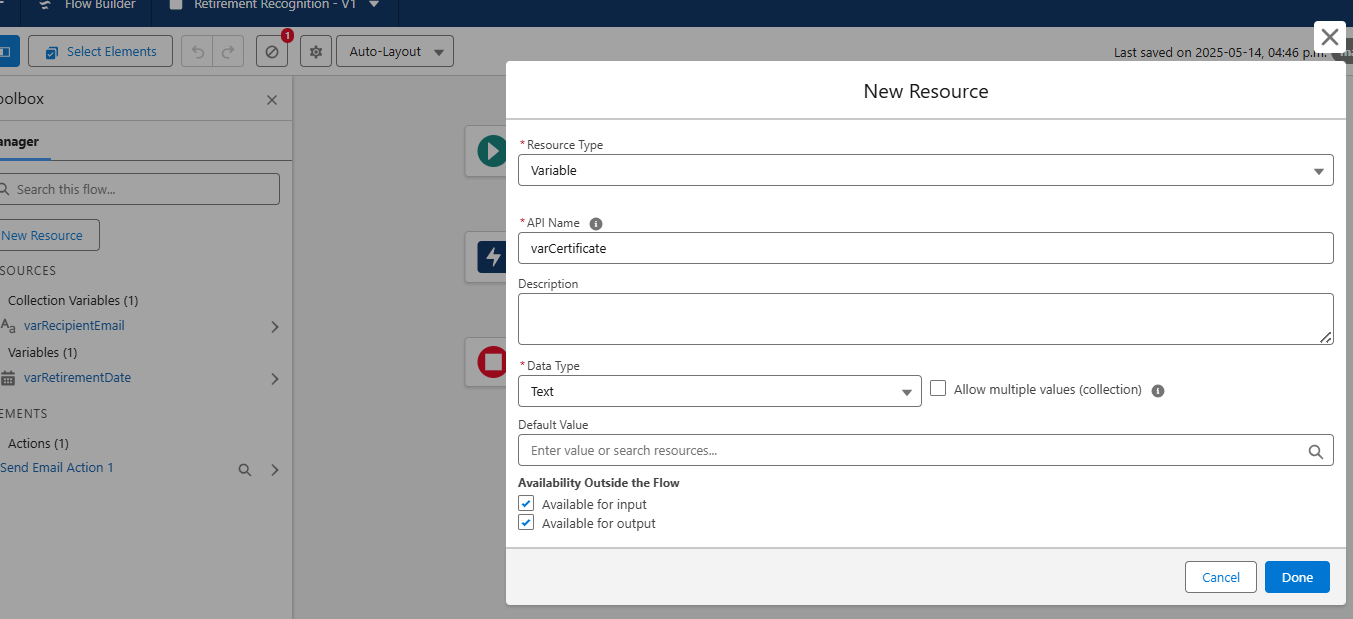 Flow Builder
Retirement Recognition - V1
Select Elements
1
Auto-Layout
Last saved on 2025-05-14, 04:46 p.m.
oolbox
anager
Search this flow...
New Resource
SOURCES
Collection Variables (1)
Aa varRecipientEmail
Variables (1)
varRetirementDate
EMENTS
Actions (1)
Send Email Action 1
New Resource
* Resource Type
Variable
* API Name
varCertificate
Description
* Data Type
Text
Allow multiple values (collection)
Default Value
Enter value or search resources...
Availability Outside the Flow
Available for input
Available for output
Cancel
Done